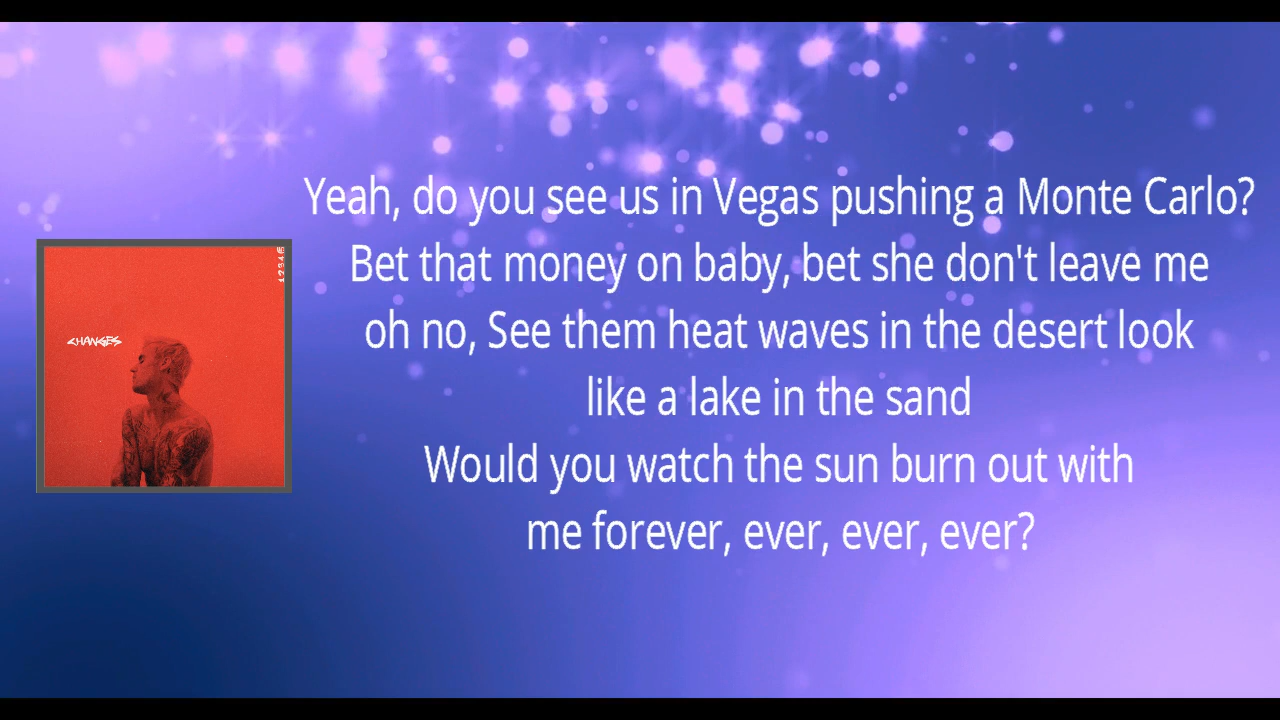 Yeah, do you see us in Vegas pushing a Monte Carlo?
Bet that money on baby, bet she don't leave me
oh no, See them heat waves in the desert look
like a lake in the sand
Would you watch the sun burn out with
me forever, ever, ever, ever?
CHANGES